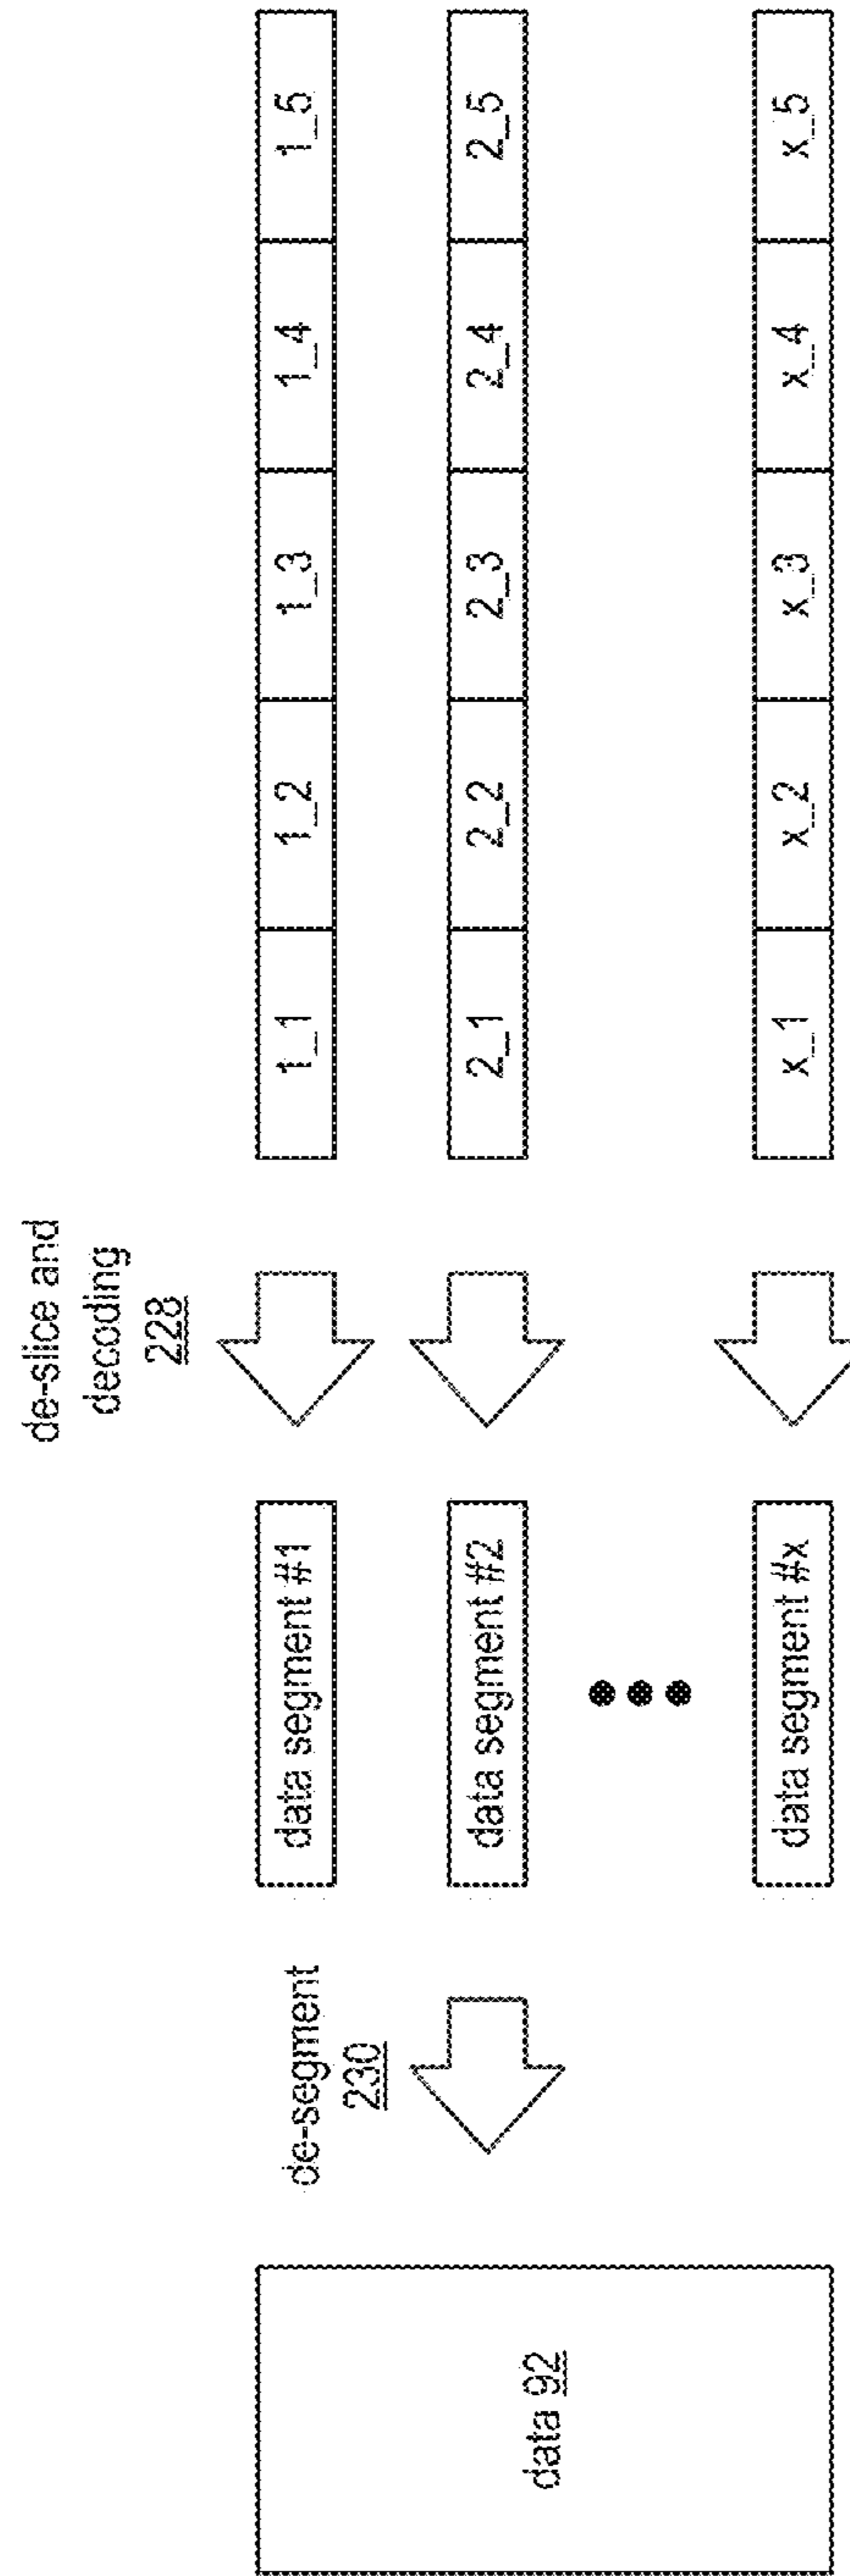 de-slice and
decoding
228
de-segment
230
data 92
data segment #1
1_1 1_2 1_3 1_4 1_5
data segment #2
2_1 2_2 2_3 2_4 2_5
data segment #x
x_1 x_2 x_3 x_4 x_5